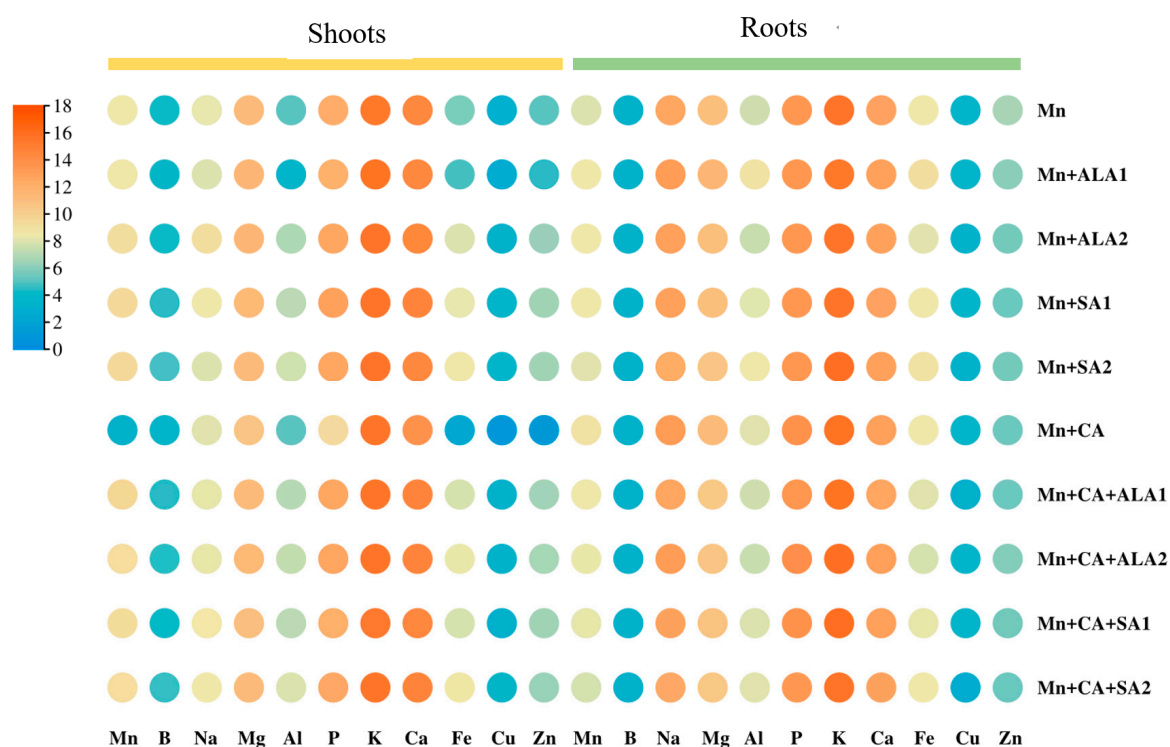 Shoots
Roots
18
16
14
12
10
8
6
4
2
0
Mn
Mn+ALA1
Mn+ALA2
Mn+SA1
Mn+SA2
Mn+CA
Mn+CA+ALA1
Mn+CA+ALA2
Mn+CA+SA1
Mn+CA+SA2
Mn B Na Mg Al P K Ca Fe Cu Zn Mn B Na Mg Al P K Ca Fe Cu Zn